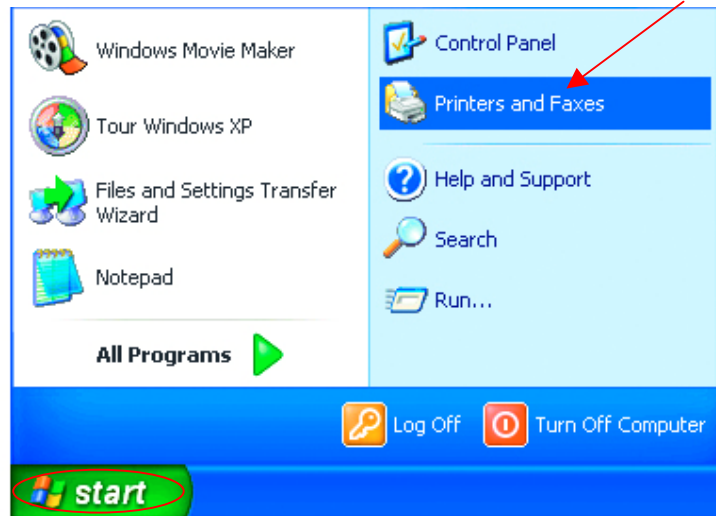 Windows Movie Maker
Tour Windows XP
Files and Settings Transfer
Wizard
Notepad
All Programs
Control Panel
Printers and Faxes
Help and Support
Search
Run...
Log Off
Turn Off Computer
start